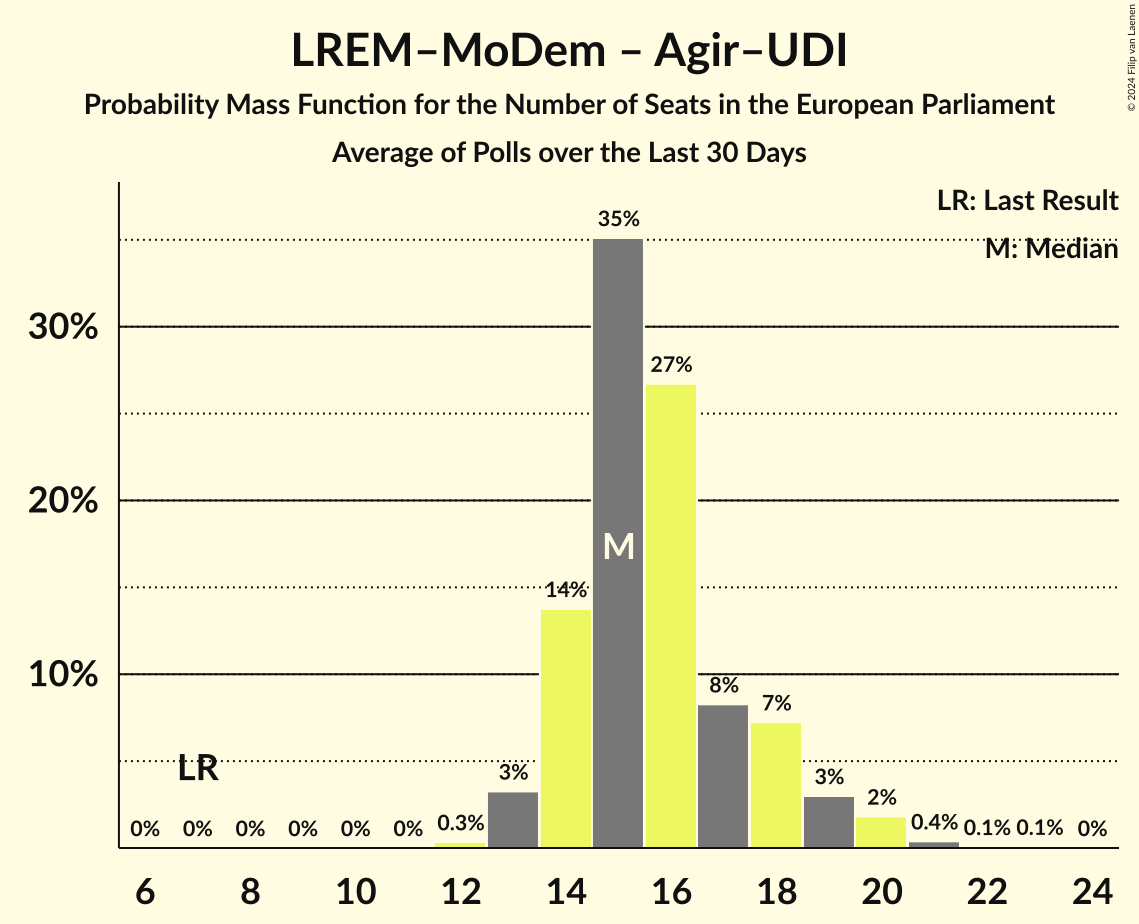 LREM–MoDem – Agir–UDI
Probability Mass Function for the Number of Seats in the European Parliament
Average of Polls over the Last 30 Days
© 2024 Filip van Laenen
LR: Last Result
M: Median
35%
30%
27%
20%
M
14%
10%
8%
7%
LR
3%
3%
2%
0% 0% 0% 0% 0% 0% 0.3% 0.4% 0.1% 0.1% 0%
6 8 10 12 14 16 18 20 22 24